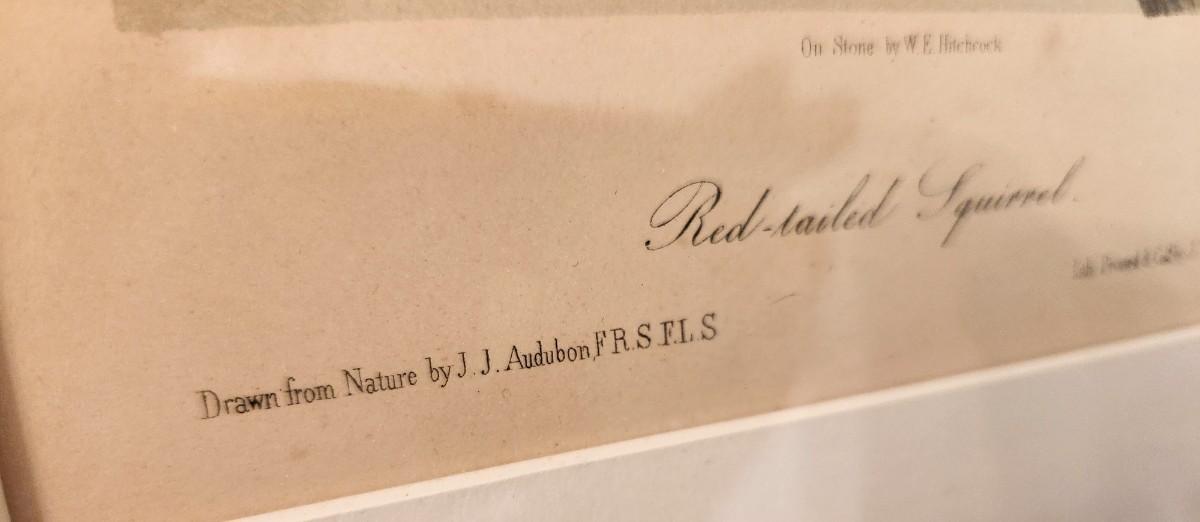 On Stone by W. E. Hitchcock
Red-tailed Squirrel.
Drawn from Nature by J. J. Audubon, F R. S. F. L. S